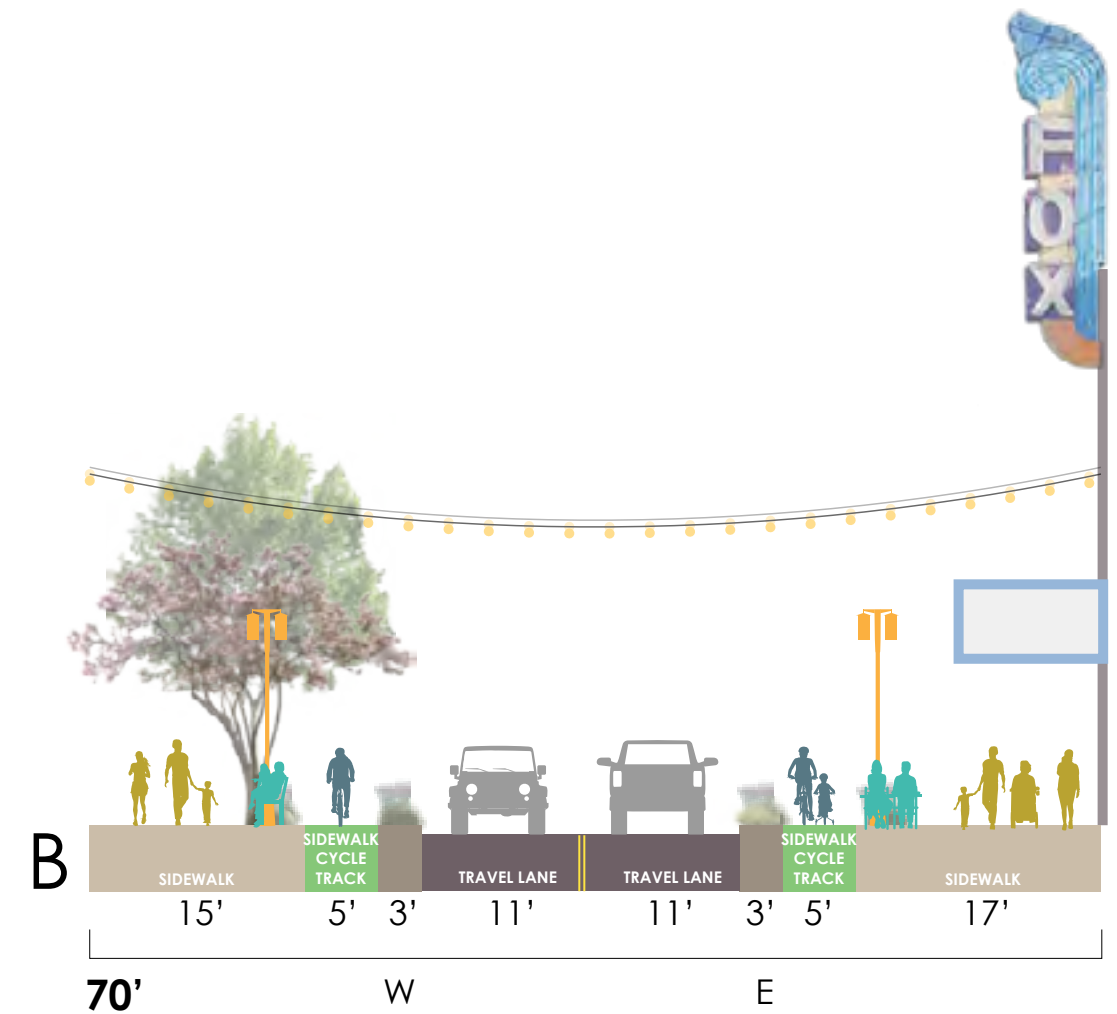 F
O
X
B
SIDEWALK
SIDEWALK
CYCLE
TRACK
TRAVEL LANE
TRAVEL LANE
SIDEWALK
CYCLE
TRACK
SIDEWALK
15’ 5’ 3’ 11’ 11’ 3’ 5’ 17’
70’ W E